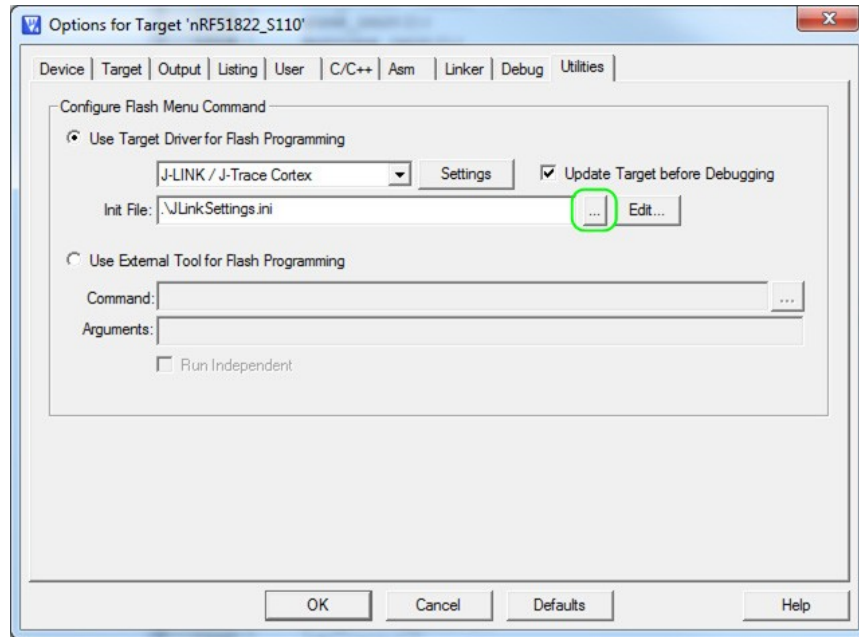 Options for Target 'nRF51822_S110'
Device | Target | Output | Listing | User | C/C++ | Asm | Linker | Debug | Utilities
Configure Flash Menu Command
Use Target Driver for Flash Programming
J-LINK / J-Trace Cortex Settings Update Target before Debugging
Init File: .\JLinkSettings.ini ... Edit...
Use External Tool for Flash Programming
Command: ...
Arguments:
Run Independent
OK Cancel Defaults Help